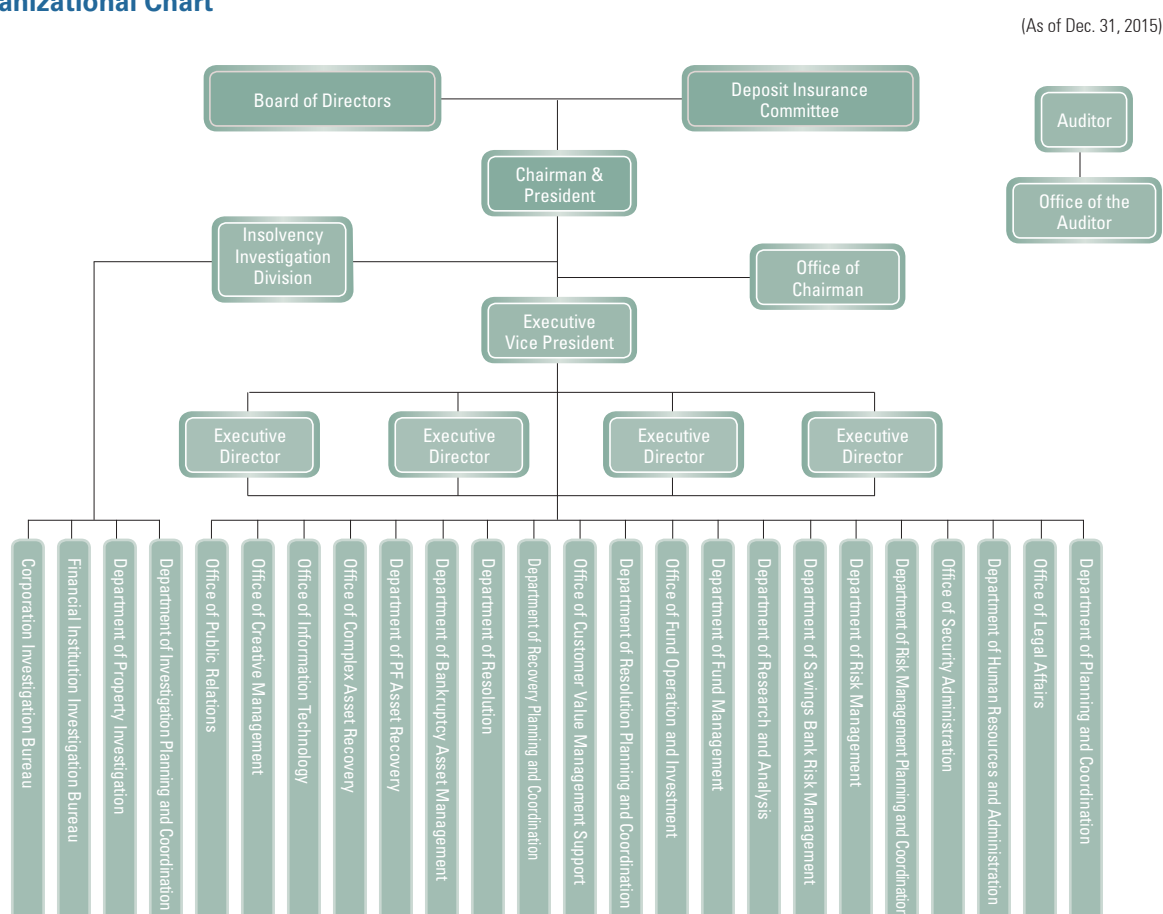 anizational Chart
(As of Dec. 31, 2015)
Board of Directors
Deposit Insurance
Committee
Auditor
Chairman &
President
Office of the
Auditor
Insolvency
Investigation
Division
Office of
Chairman
Executive
Vice President
Executive
Director
Executive
Director
Executive
Director
Executive
Director
Corporation Investigation Bureau
Financial Institution Investigation Bureau
Department of Property Investigation
Department of Investigation Planning and Coordination
Office of Public Relations
Office of Creative Management
Office of Information Technology
Office of Complex Asset Recovery
Department of PF Asset Recovery
Department of Bankruptcy Asset Management
Department of Resolution
Department of Recovery Planning and Coordination
Office of Customer Value Management Support
Department of Resolution Planning and Coordination
Office of Fund Operation and Investment
Department of Fund Management
Department of Research and Analysis
Department of Savings Bank Risk Management
Department of Risk Management
Department of Risk Management Planning and Coordination
Office of Security Administration
Department of Human Resources and Administration
Office of Legal Affairs
Department of Planning and Coordination